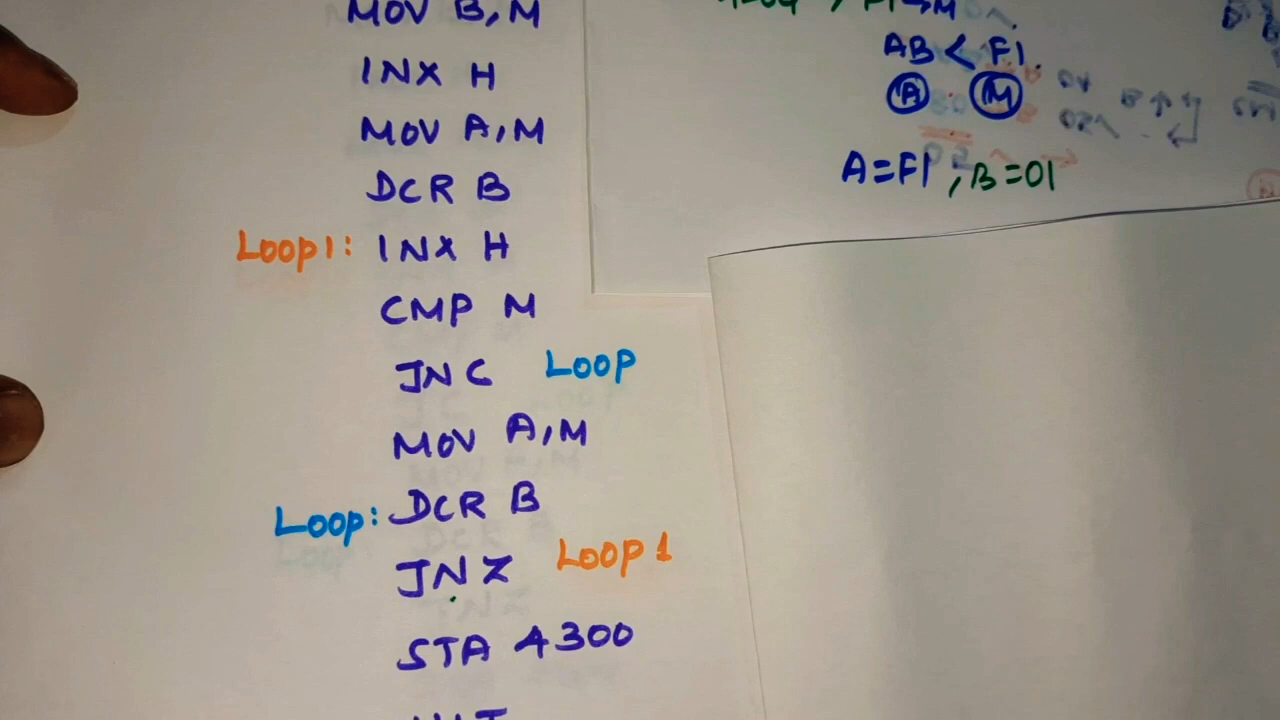 MOV B,M
INX H
MOV A,M
DCR B
Loop1: INX H
CMP M
JNC LOOP
MOV A,M
Loop: DCR B
JNZ LOOP1
STA 4300
AB < F1.
A M
A=F1, B=01